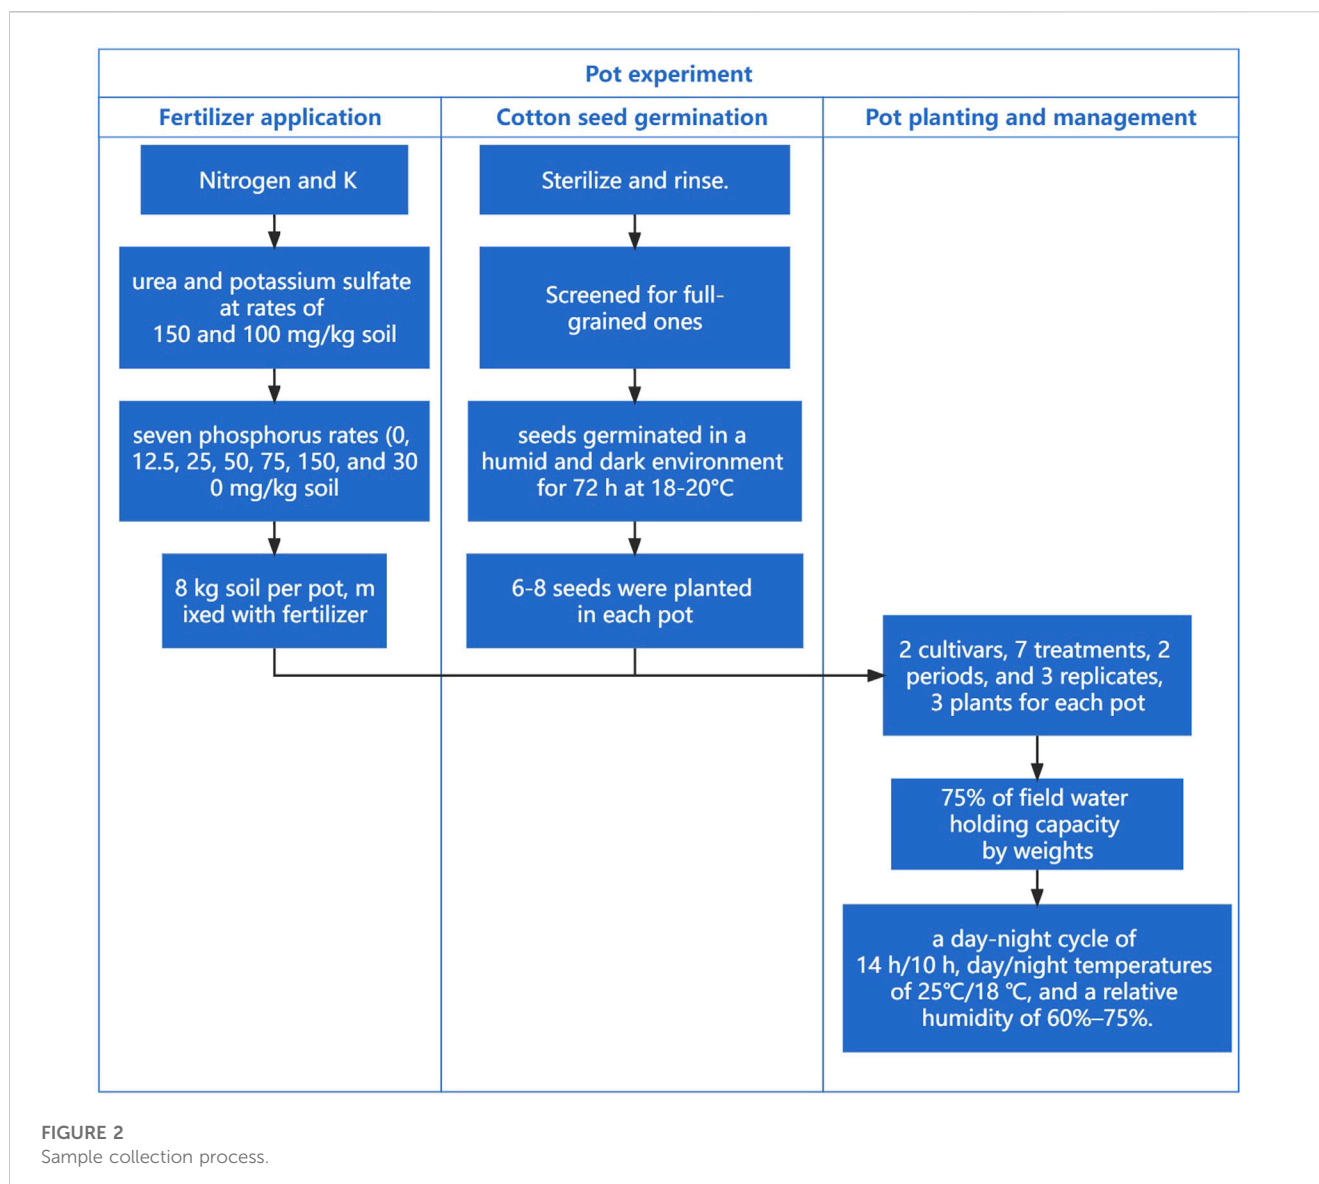 Pot experiment
Fertilizer application
Cotton seed germination
Pot planting and management
Nitrogen and K
urea and potassium sulfate
at rates of
150 and 100 mg/kg soil
seven phosphorus rates (0,
12.5, 25, 50, 75, 150, and 30
0 mg/kg soil
8 kg soil per pot, m
ixed with fertilizer
Sterilize and rinse.
Screened for full-
grained ones
seeds germinated in a
humid and dark environment
for 72 h at 18-20°C
6-8 seeds were planted
in each pot
2 cultivars, 7 treatments, 2
periods, and 3 replicates,
3 plants for each pot
75% of field water
holding capacity
by weights
a day-night cycle of
14 h/10 h, day/night temperatures
of 25℃/18 ℃, and a relative
humidity of 60%–75%.
FIGURE 2
Sample collection process.